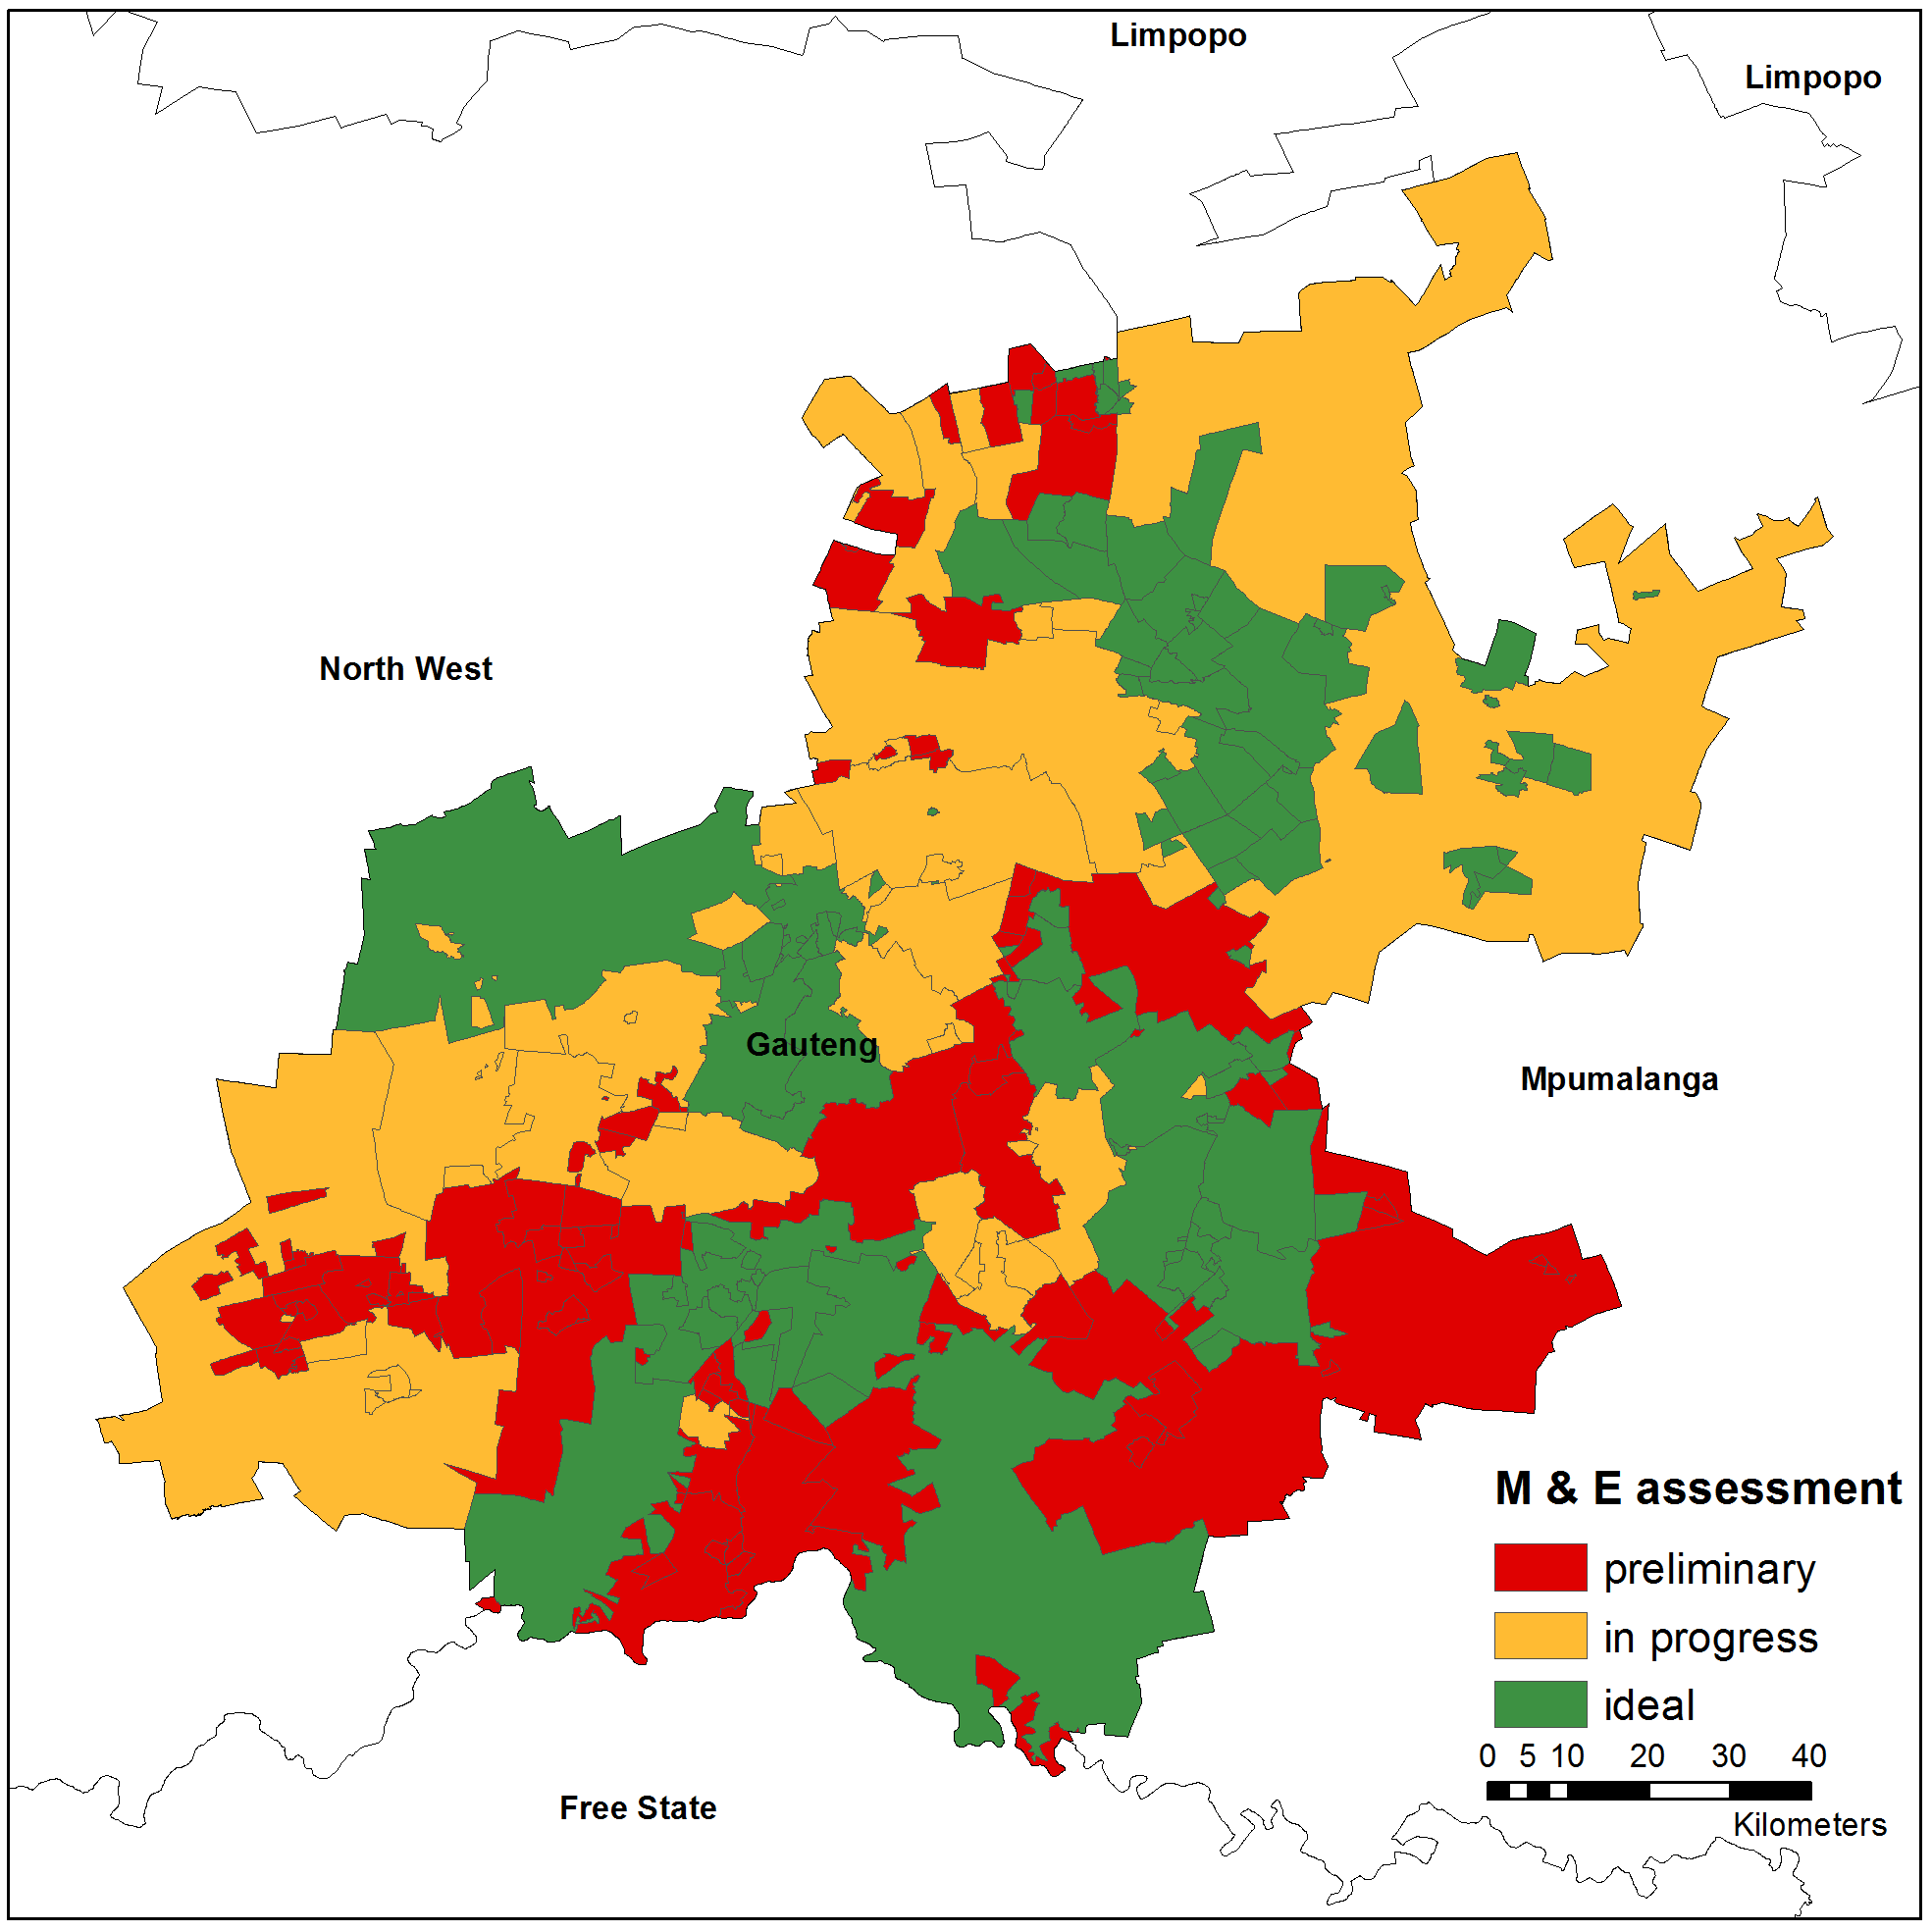 Limpopo
Limpopo
North West
Gauteng
Mpumalanga
M & E assessment
preliminary
in progress
ideal
0 5 10 20 30 40
Kilometers
Free State